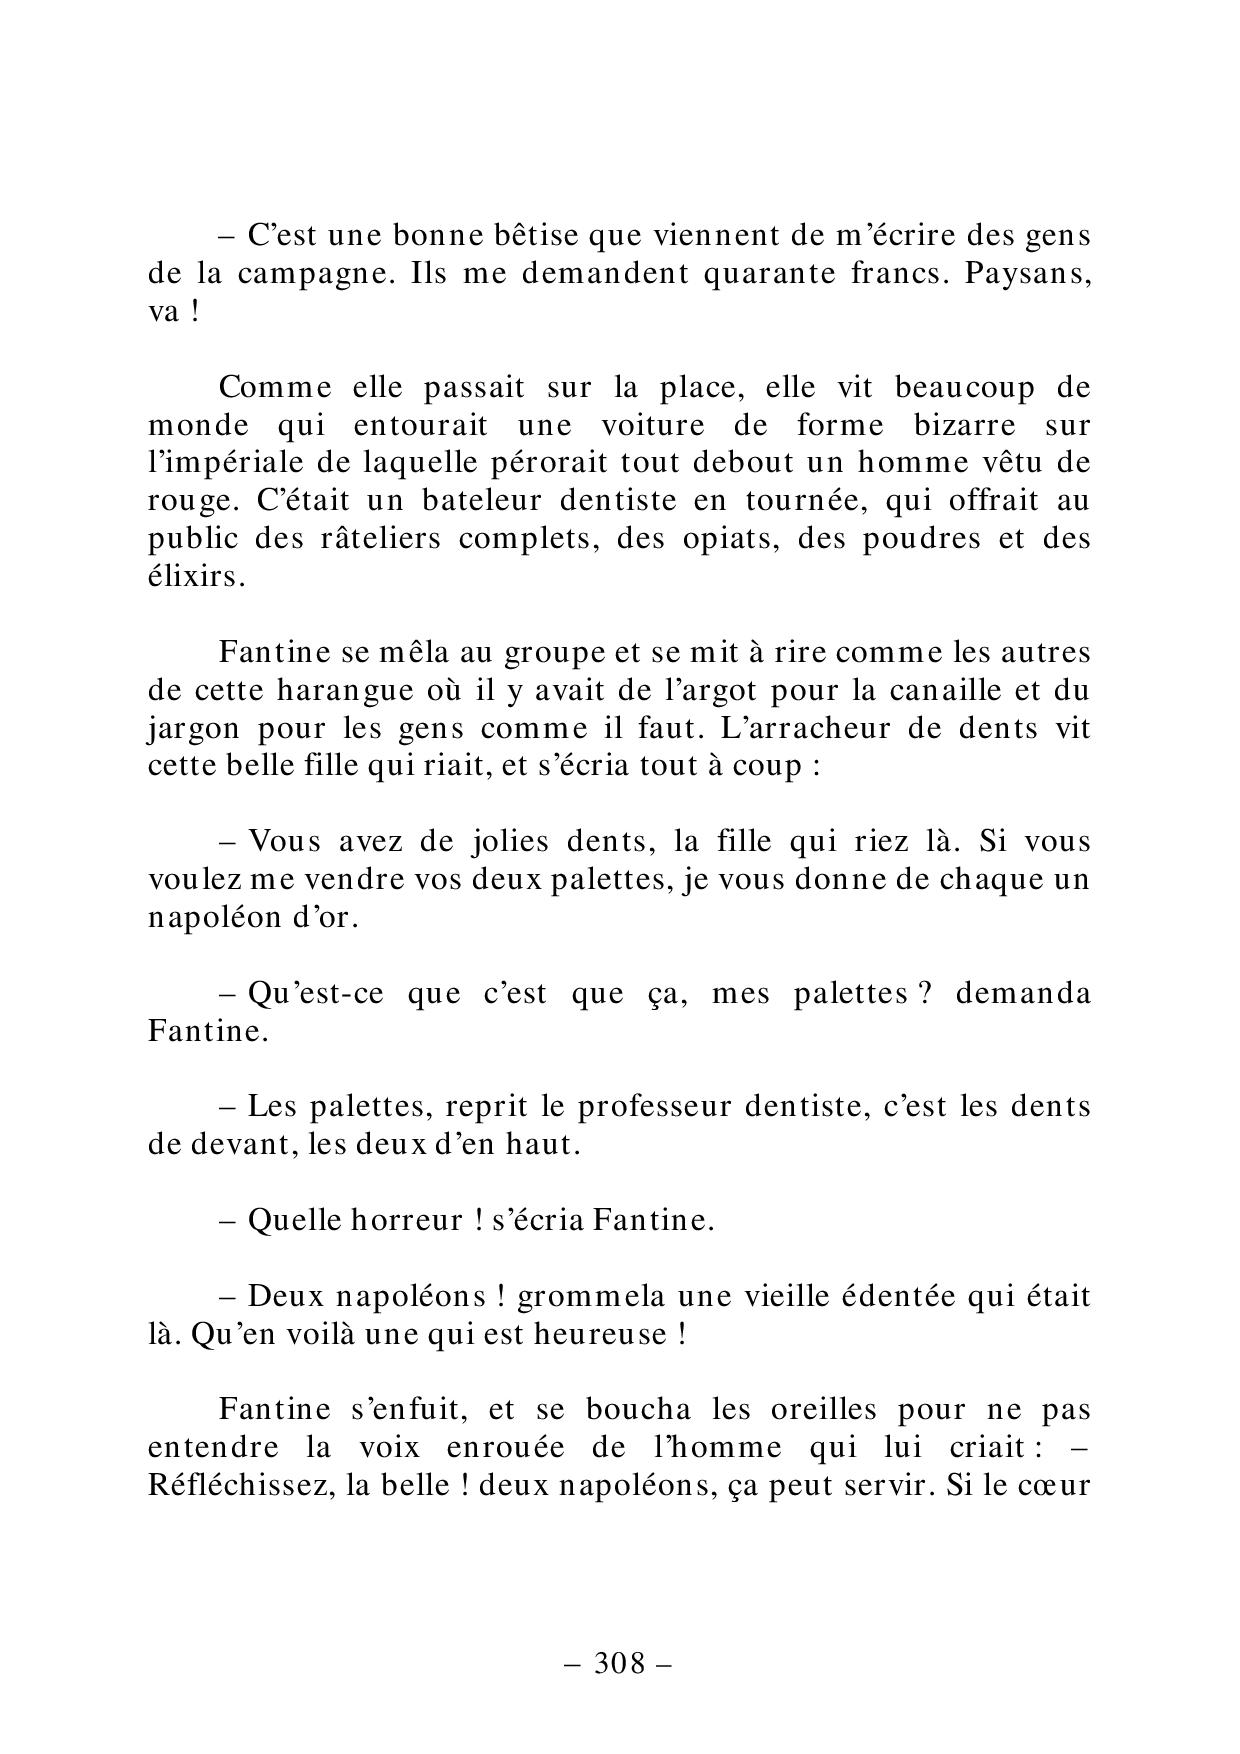 – C’est une bonne bêtise que viennent de m’écrire des gens
de la campagne. Ils me demandent quarante francs. Paysans,
va !
Comme elle passait sur la place, elle vit beaucoup de
monde qui entourait une voiture de forme bizarre sur
l’impériale de laquelle pérorait tout debout un homme vêtu de
rouge. C’était un bateleur dentiste en tournée, qui offrait au
public des râteliers complets, des opiats, des poudres et des
élixirs.
Fantine se mêla au groupe et se mit à rire comme les autres
de cette harangue où il y avait de l’argot pour la canaille et du
jargon pour les gens comme il faut. L’arracheur de dents vit
cette belle fille qui riait, et s’écria tout à coup :
– Vous avez de jolies dents, la fille qui riez là. Si vous
voulez me vendre vos deux palettes, je vous donne de chaque un
napoléon d’or.
– Qu’est-ce que c’est que ça, mes palettes ? demanda
Fantine.
– Les palettes, reprit le professeur dentiste, c’est les dents
de devant, les deux d’en haut.
– Quelle horreur ! s’écria Fantine.
– Deux napoléons ! grommela une vieille édentée qui était
là. Qu’en voilà une qui est heureuse !
Fantine s’enfuit, et se boucha les oreilles pour ne pas
entendre la voix enrouée de l’homme qui lui criait : –
Réfléchissez, la belle ! deux napoléons, ça peut servir. Si le cœur
– 308 –